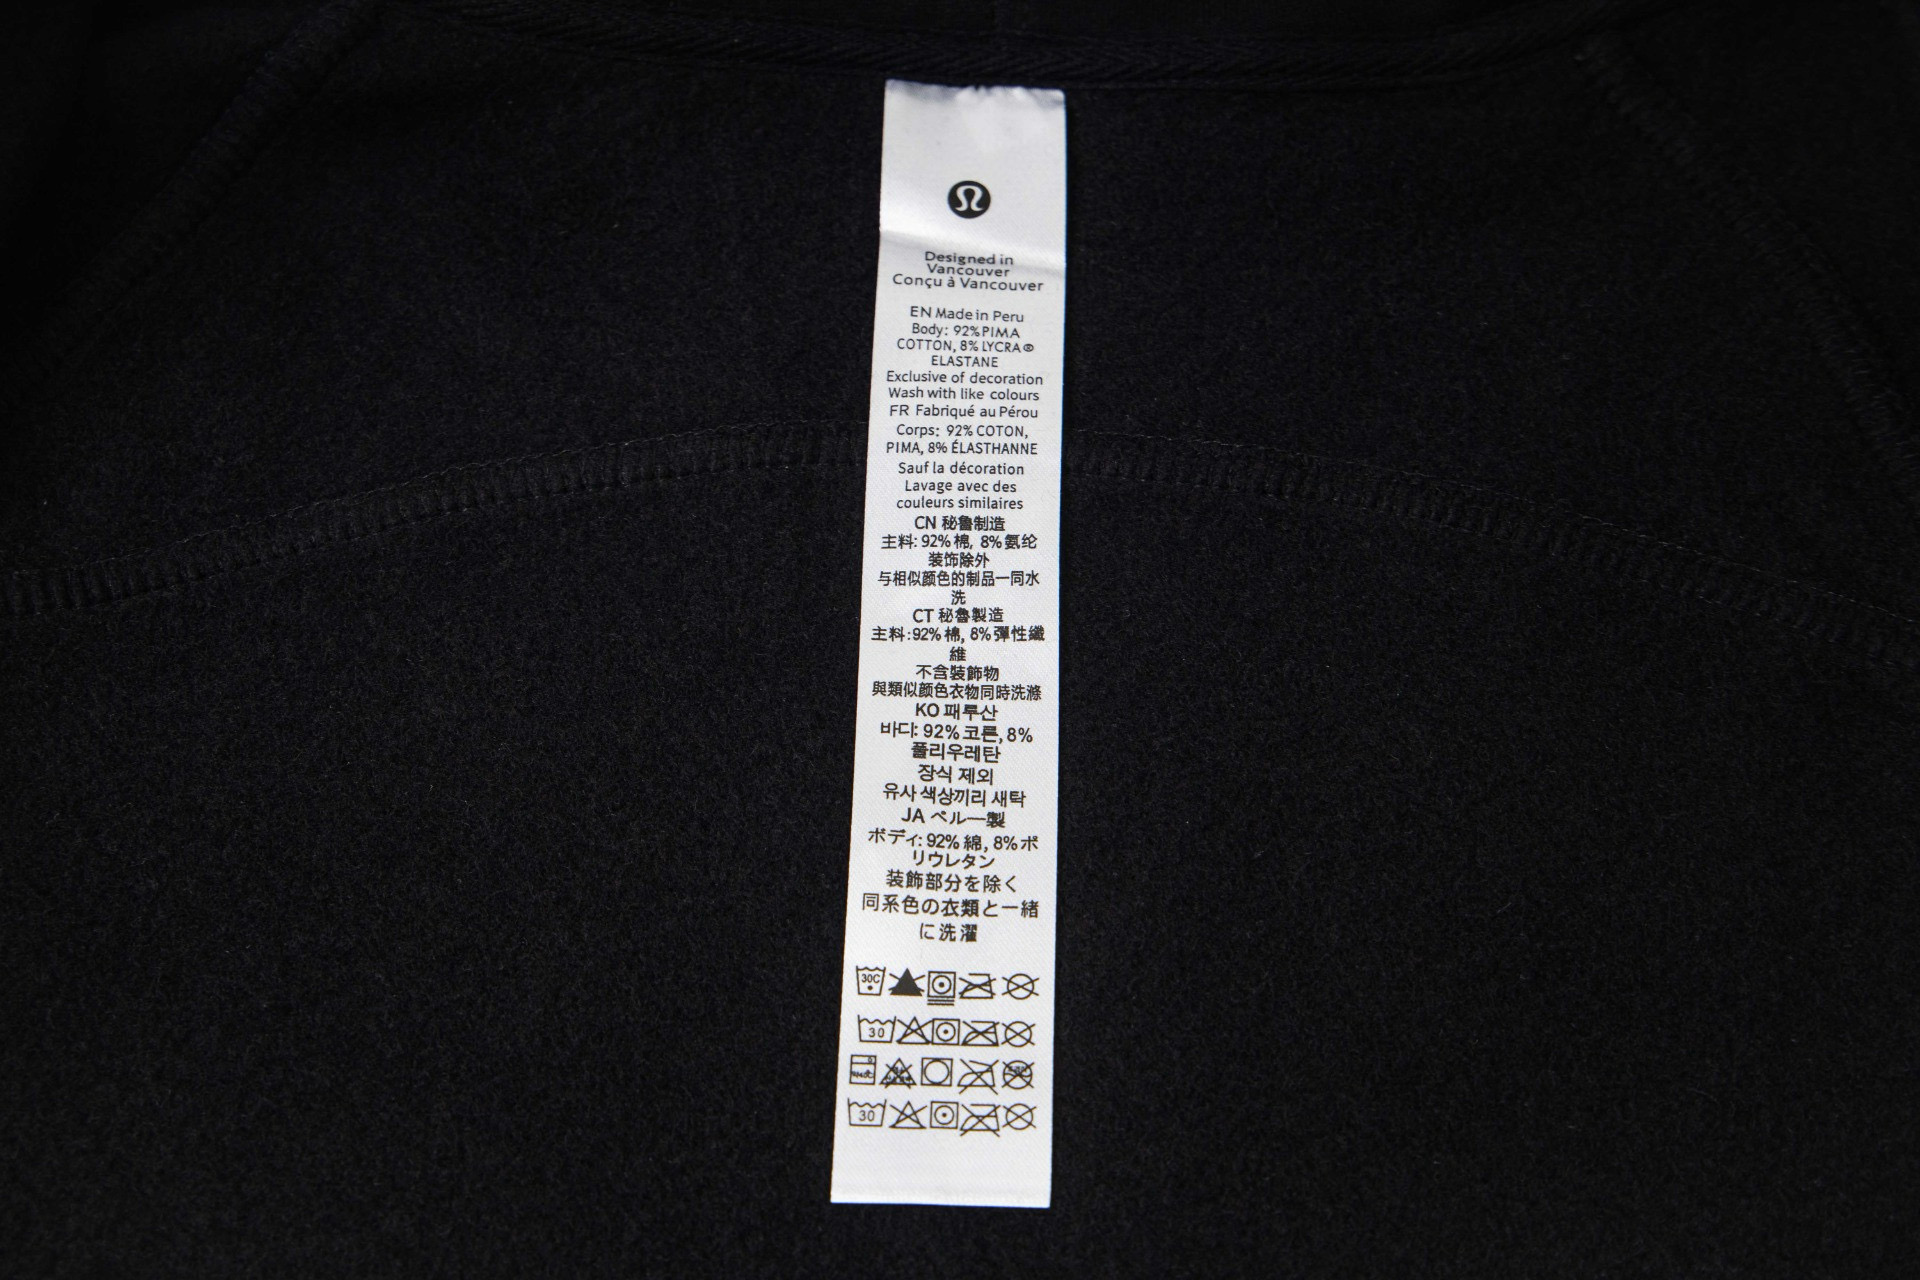 Designed in
Vancouver
Conçu à Vancouver
EN Made in Peru
Body: 92% PIMA
COTTON, 8% LYCRA®
ELASTANE
Exclusive of decoration
Wash with like colours
FR Fabriqué au Pérou
Corps: 92% COTON,
PIMA, 8% ÉLASTHANNE
Sauf la décoration
Lavage avec des
couleurs similaires
CN 秘鲁制造
主料: 92% 棉, 8% 氨纶
装饰除外
与相似颜色的制品一同水
洗
CT 秘魯製造
主料: 92% 棉, 8% 彈性纖
維
不含裝飾物
與類似颜色衣物同時洗滌
KO 페루산
바디: 92% 코튼, 8%
폴리우레탄
장식 제외
유사 색상끼리 세탁
JA ペルー製
ボディ: 92% 綿, 8% ポ
リウレタン
装飾部分を除く
同系色の衣類と一緒
に洗濯
30C
30
30